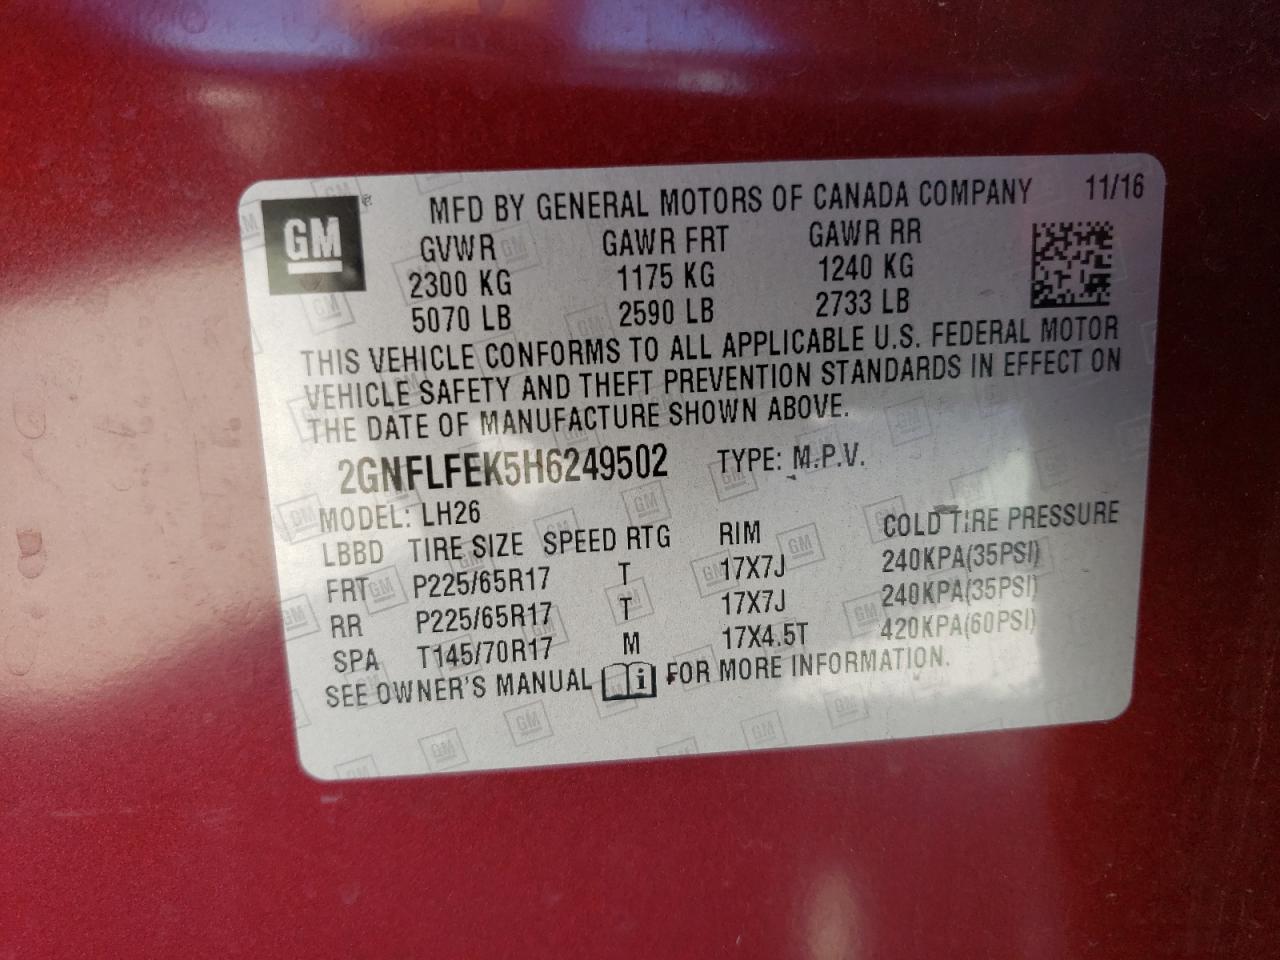 GM
MFD BY GENERAL MOTORS OF CANADA COMPANY 11/16
GVWR GAWR FRT GAWR RR
2300 KG 1175 KG 1240 KG
5070 LB 2590 LB 2733 LB
THIS VEHICLE CONFORMS TO ALL APPLICABLE U.S. FEDERAL MOTOR
VEHICLE SAFETY AND THEFT PREVENTION STANDARDS IN EFFECT ON
THE DATE OF MANUFACTURE SHOWN ABOVE.
2GNFLFEK5H6249502 TYPE: M.P.V.
MODEL: LH26
LBBD TIRE SIZE SPEED RTG RIM COLD TIRE PRESSURE
FRT P225/65R17 T 17X7J 240KPA(35PSI)
RR P225/65R17 T 17X7J 240KPA(35PSI)
SPA T145/70R17 M 17X4.5T 420KPA(60PSI)
SEE OWNER'S MANUAL i FOR MORE INFORMATION.